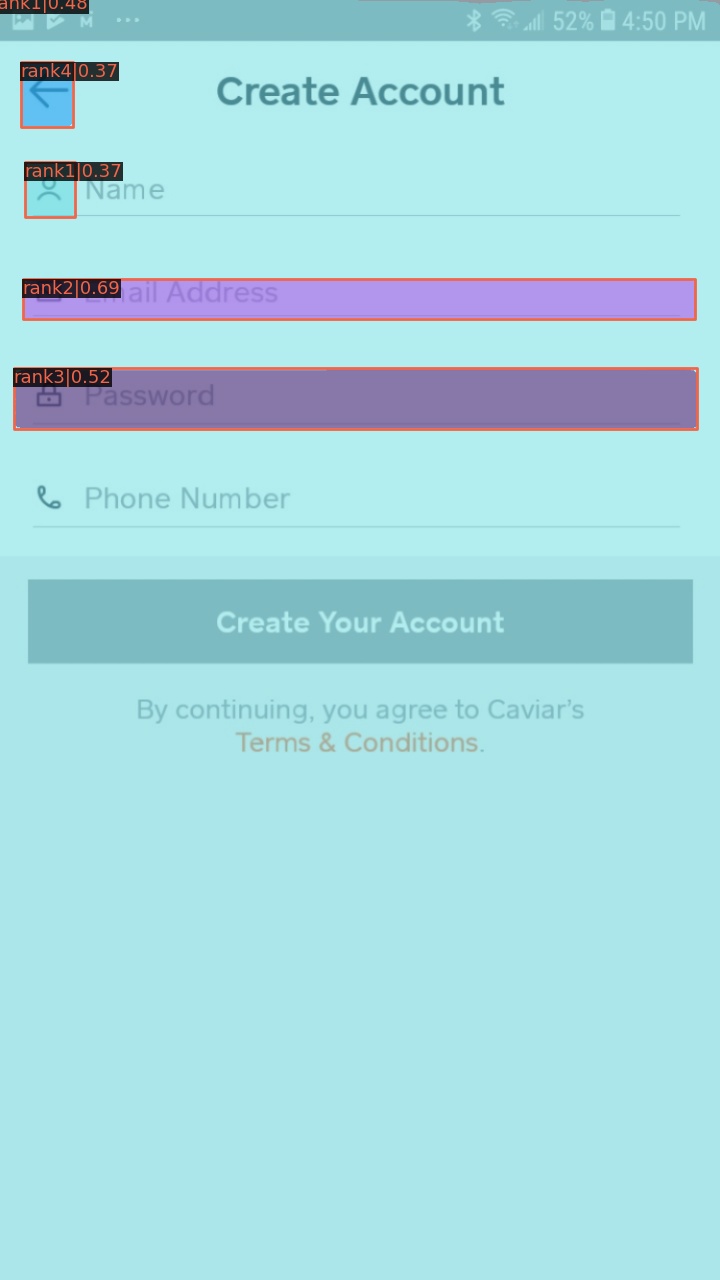 rank1|0.48
52% 4:50 PM
rank4|0.37
Create Account
rank1|0.37
Name
rank2|0.69
Email Address
rank3|0.52
Password
Phone Number
Create Your Account
By continuing, you agree to Caviar's
Terms & Conditions.